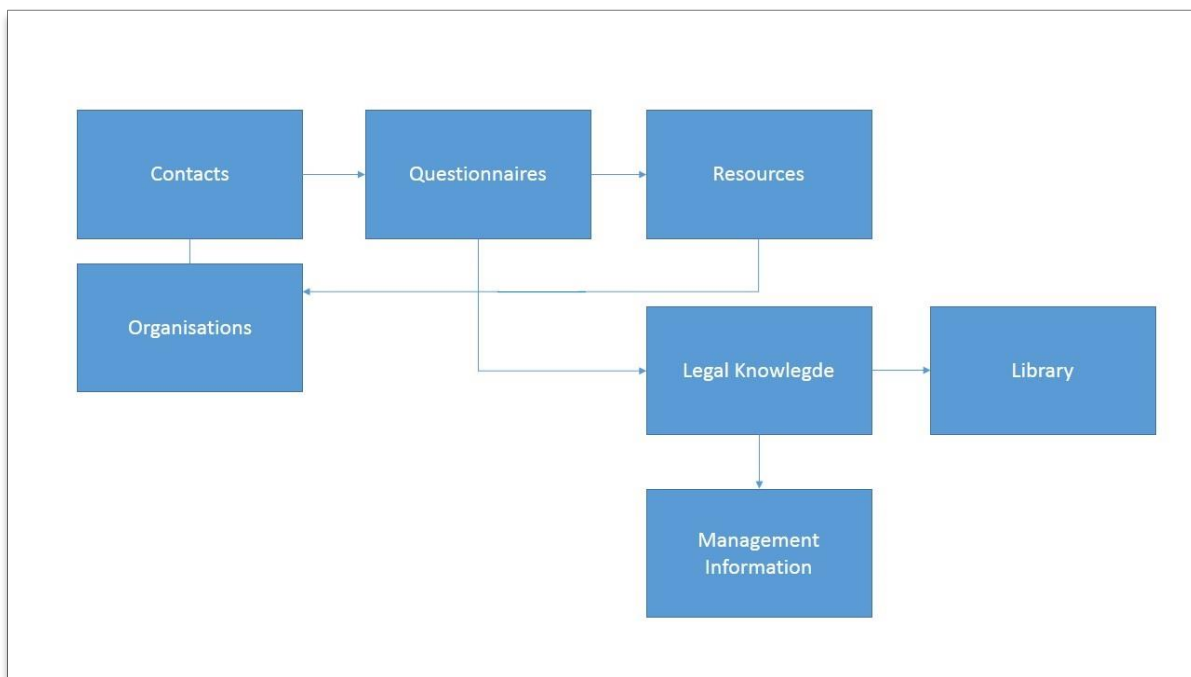 Contacts
Questionnaires
Resources
Organisations
Legal Knowlegde
Library
Management
Information